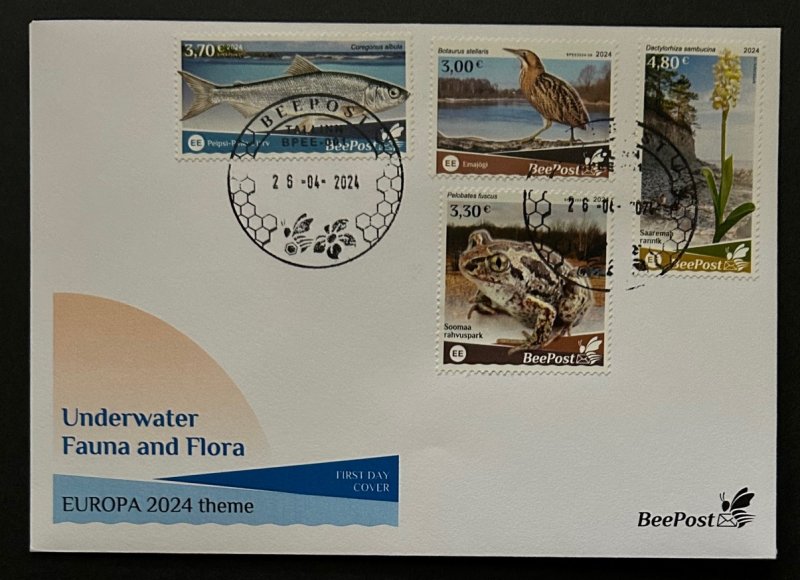 3,70 € 2024
Coregonus albula
EE
BeePost
BEEPOST
TALLINN
26-04-2024
Botaurus stellaris
2024
3,00 €
EE Emajõgi
BeePost
Pelobates fuscus
3,30 €
Soomaa
rahvuspark
EE
BeePost
Dactylorhiza sambucina
2024
4,80 €
Saaremaa
rannik
EE
BeePost
Underwater
Fauna and Flora
FIRST DAY
COVER
EUROPA 2024 theme
BeePost